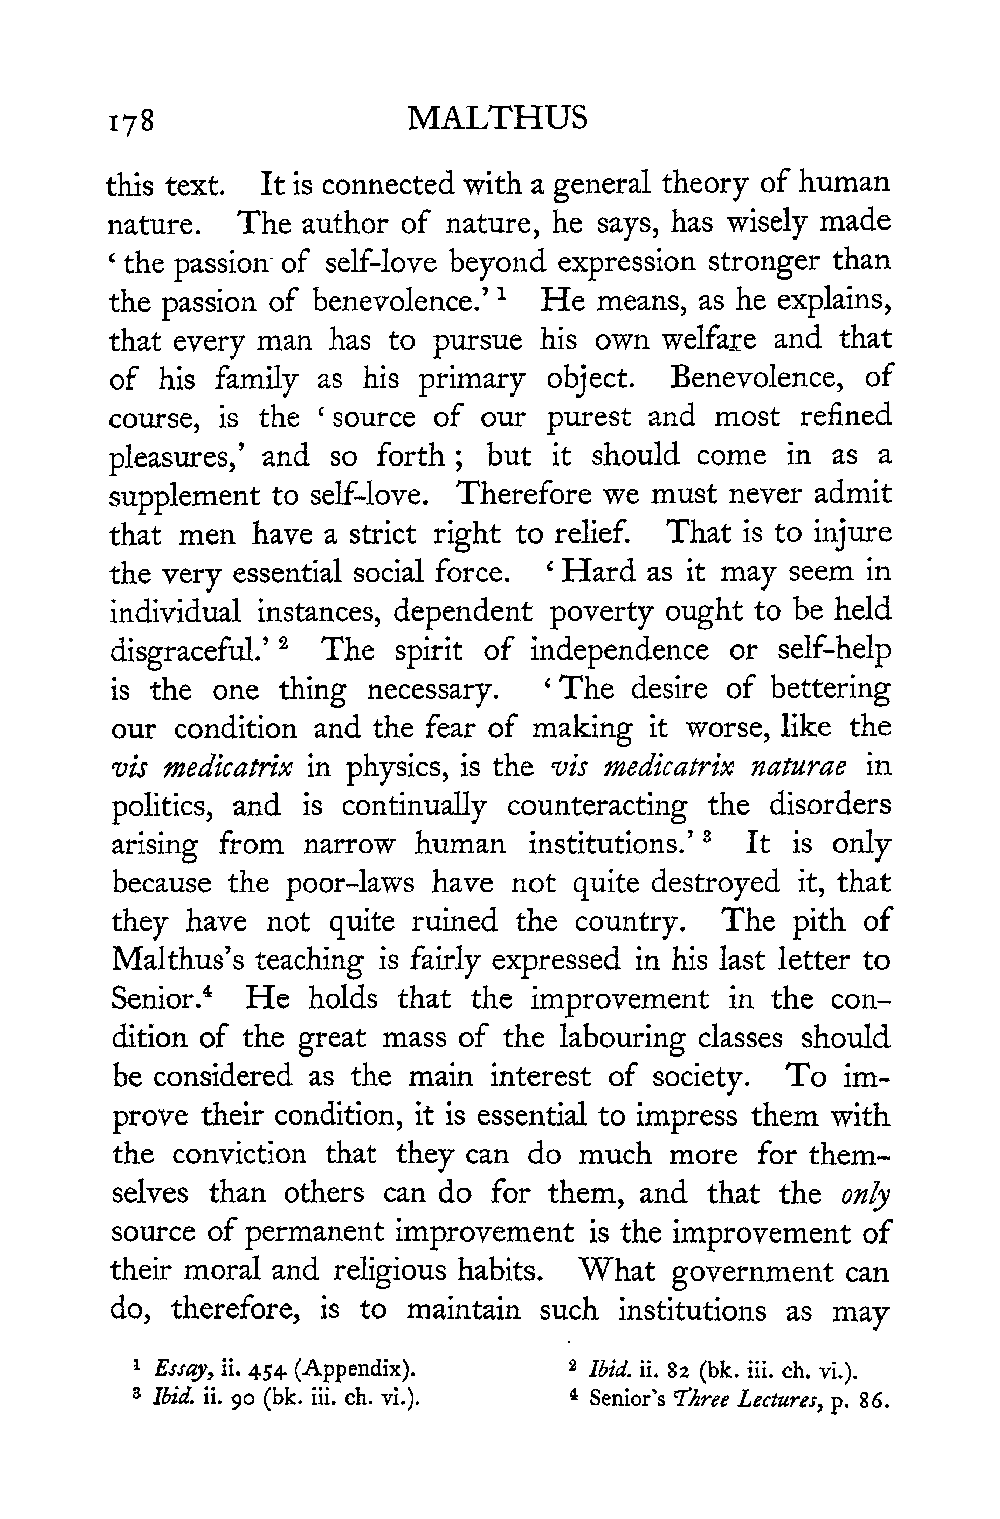 178 MALTHUS
this text. It is connected with a general theory of human
nature. The author of nature, he says, has wisely made
‘ the passion of self-love beyond expression stronger than
the passion of benevolence.’ ¹ He means, as he explains,
that every man has to pursue his own welfare and that
of his family as his primary object. Benevolence, of
course, is the ‘ source of our purest and most refined
pleasures,’ and so forth ; but it should come in as a
supplement to self-love. Therefore we must never admit
that men have a strict right to relief. That is to injure
the very essential social force. ‘ Hard as it may seem in
individual instances, dependent poverty ought to be held
disgraceful.’ ² The spirit of independence or self-help
is the one thing necessary. ‘ The desire of bettering
our condition and the fear of making it worse, like the
vis medicatrix in physics, is the vis medicatrix naturae in
politics, and is continually counteracting the disorders
arising from narrow human institutions.’ ³ It is only
because the poor-laws have not quite destroyed it, that
they have not quite ruined the country. The pith of
Malthus’s teaching is fairly expressed in his last letter to
Senior.⁴ He holds that the improvement in the con-
dition of the great mass of the labouring classes should
be considered as the main interest of society. To im-
prove their condition, it is essential to impress them with
the conviction that they can do much more for them-
selves than others can do for them, and that the only
source of permanent improvement is the improvement of
their moral and religious habits. What government can
do, therefore, is to maintain such institutions as may
¹ Essay, ii. 454 (Appendix). ² Ibid. ii. 82 (bk. iii. ch. vi.).
³ Ibid. ii. 90 (bk. iii. ch. vi.). ⁴ Senior’s Three Lectures, p. 86.